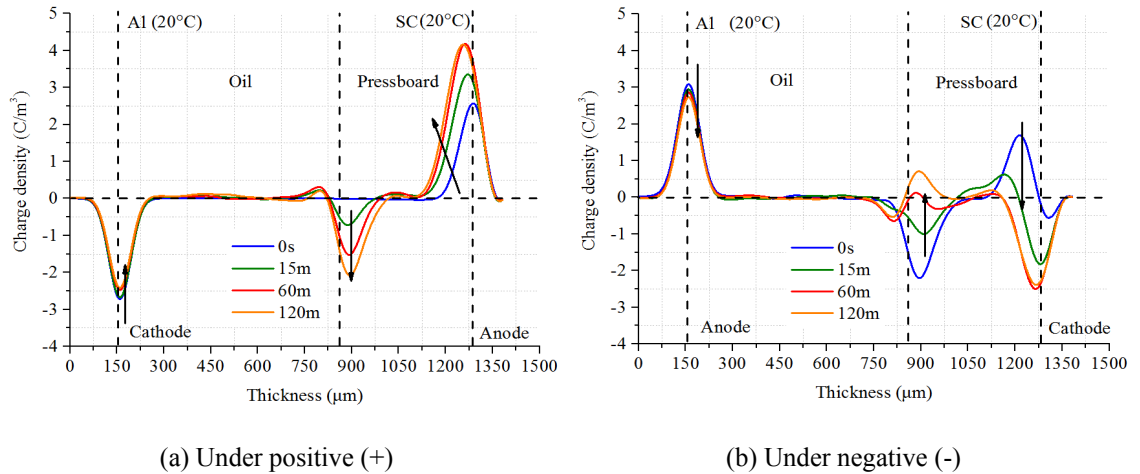 Al (20°C)
SC (20°C)
Oil
Pressboard
0s
15m
60m
120m
Cathode
Anode
5
4
3
2
1
0
-1
-2
-3
-4
0 150 300 450 600 750 900 1050 1200 1350 1500
Charge density (C/m³)
Thickness (μm)
(a) Under positive (+)
Al (20°C)
SC (20°C)
Oil
Pressboard
0s
15m
60m
120m
Anode
Cathode
5
4
3
2
1
0
-1
-2
-3
-4
0 150 300 450 600 750 900 1050 1200 1350 1500
Charge density (C/m³)
Thickness (μm)
(b) Under negative (-)